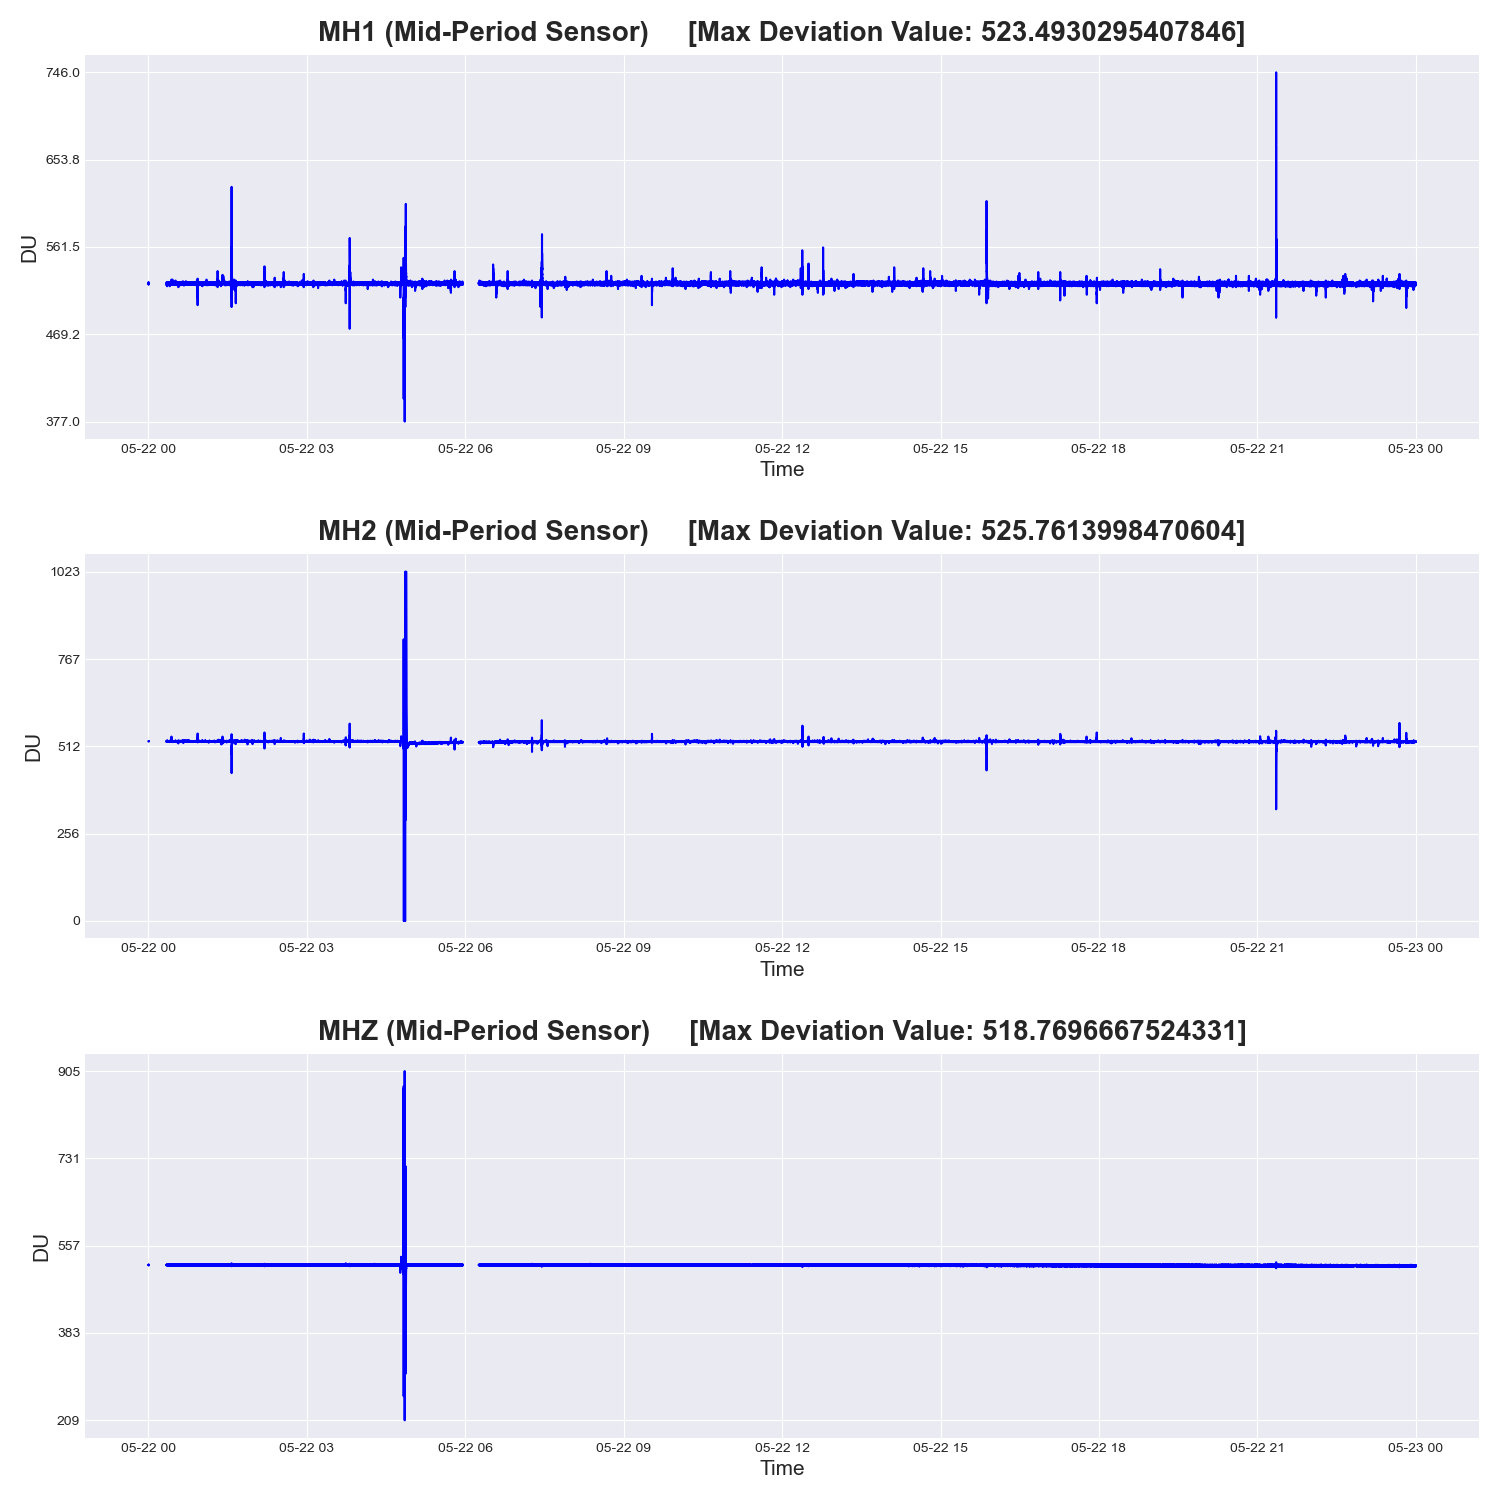 MH1 (Mid-Period Sensor) [Max Deviation Value: 523.4930295407846]
746.0
653.8
561.5
469.2
377.0
DU
05-22 00 05-22 03 05-22 06 05-22 09 05-22 12 05-22 15 05-22 18 05-22 21 05-23 00
Time
MH2 (Mid-Period Sensor) [Max Deviation Value: 525.7613998470604]
1023
767
512
256
0
DU
05-22 00 05-22 03 05-22 06 05-22 09 05-22 12 05-22 15 05-22 18 05-22 21 05-23 00
Time
MHZ (Mid-Period Sensor) [Max Deviation Value: 518.7696667524331]
905
731
557
383
209
DU
05-22 00 05-22 03 05-22 06 05-22 09 05-22 12 05-22 15 05-22 18 05-22 21 05-23 00
Time